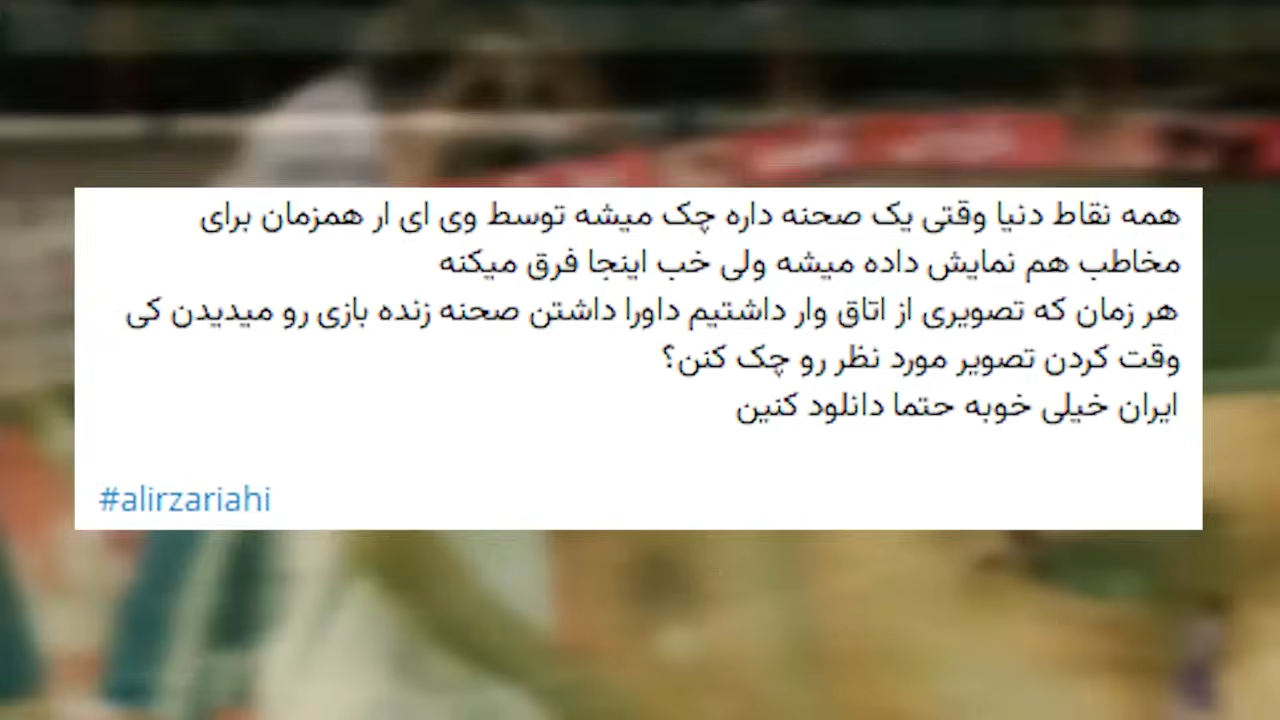 همه نقاط دنیا وقتی یک صحنه داره چک میشه توسط وی ای ار همزمان برای
مخاطب هم نمایش داده میشه ولی خب اینجا فرق میکنه
هر زمان که تصویری از اتاق وار داشتیم داورا داشتن صحنه زنده بازی رو میدیدن کی
وقت کردن تصویر مورد نظر رو چک کنن؟
ایران خیلی خوبه حتما دانلود کنین
#alirzariahi